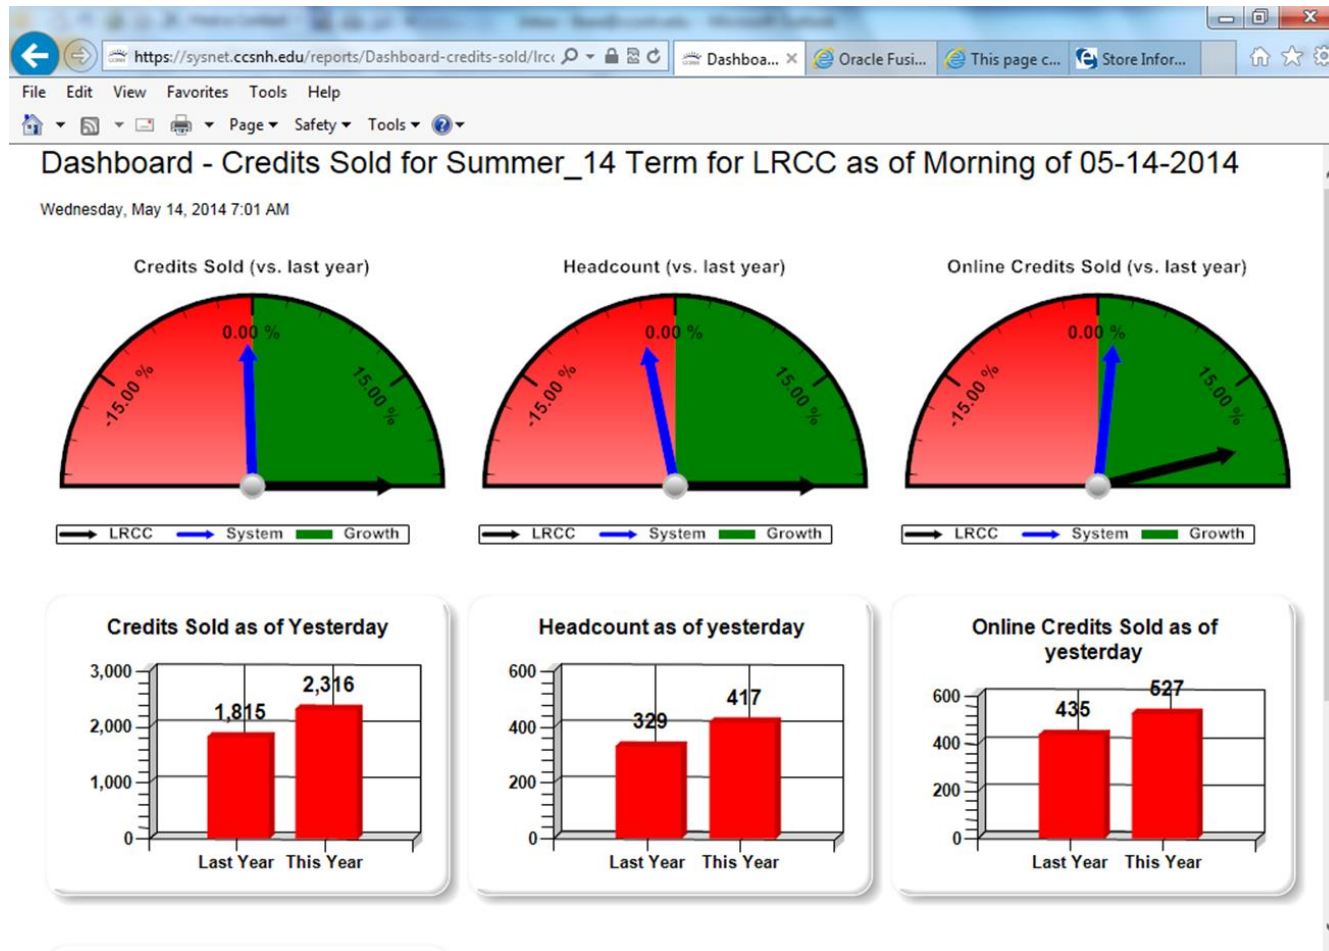 https://sysnet.ccsnh.edu/reports/Dashboard-credits-sold/lrcc
Dashboa...
Oracle Fusi...
This page c...
Store Infor...
File Edit View Favorites Tools Help
Page Safety Tools
Dashboard - Credits Sold for Summer_14 Term for LRCC as of Morning of 05-14-2014
Wednesday, May 14, 2014 7:01 AM
Credits Sold (vs. last year)
-15.00 %
0.00 %
15.00 %
LRCC System Growth
Headcount (vs. last year)
-15.00 %
0.00 %
15.00 %
LRCC System Growth
Online Credits Sold (vs. last year)
-15.00 %
0.00 %
15.00 %
LRCC System Growth
Credits Sold as of Yesterday
3,000
2,000
1,000
0
1,815
2,316
Last Year This Year
Headcount as of yesterday
600
400
200
0
329
417
Last Year This Year
Online Credits Sold as of
yesterday
600
400
200
0
435
527
Last Year This Year